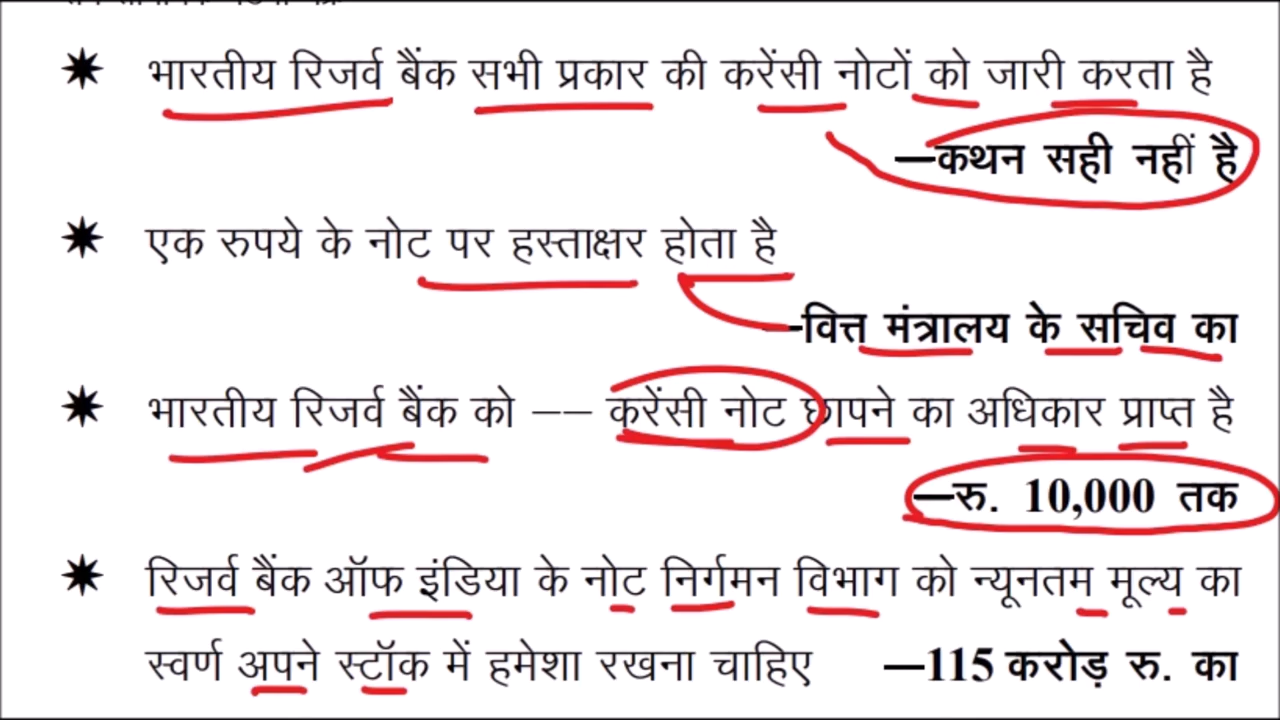 ✷ भारतीय रिजर्व बैंक सभी प्रकार की करेंसी नोटों को जारी करता है
—कथन सही नहीं है
✷ एक रुपये के नोट पर हस्ताक्षर होता है
—वित्त मंत्रालय के सचिव का
✷ भारतीय रिजर्व बैंक को –– करेंसी नोट छापने का अधिकार प्राप्त है
—रु. 10,000 तक
✷ रिजर्व बैंक ऑफ इंडिया के नोट निर्गमन विभाग को न्यूनतम मूल्य का
स्वर्ण अपने स्टॉक में हमेशा रखना चाहिए —115 करोड़ रु. का